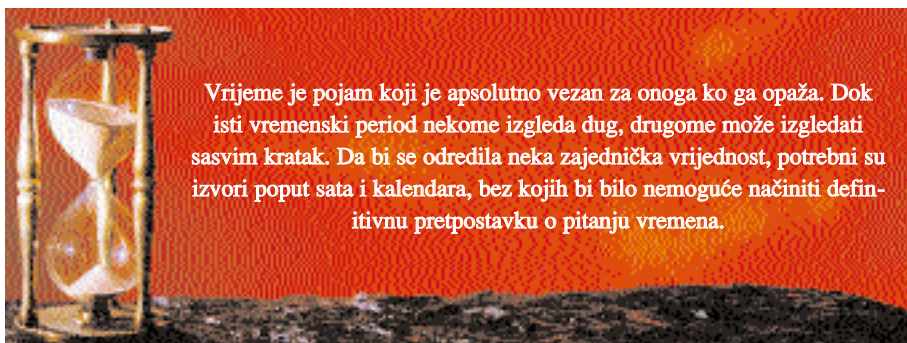 Vrijeme je pojam koji je apsolutno vezan za onoga ko ga opaža. Dok
isti vremenski period nekome izgleda dug, drugome može izgledati
sasvim kratak. Da bi se odredila neka zajednička vrijednost, potrebni su
izvori poput sata i kalendara, bez kojih bi bilo nemoguće načiniti defin-
itivnu pretpostavku o pitanju vremena.